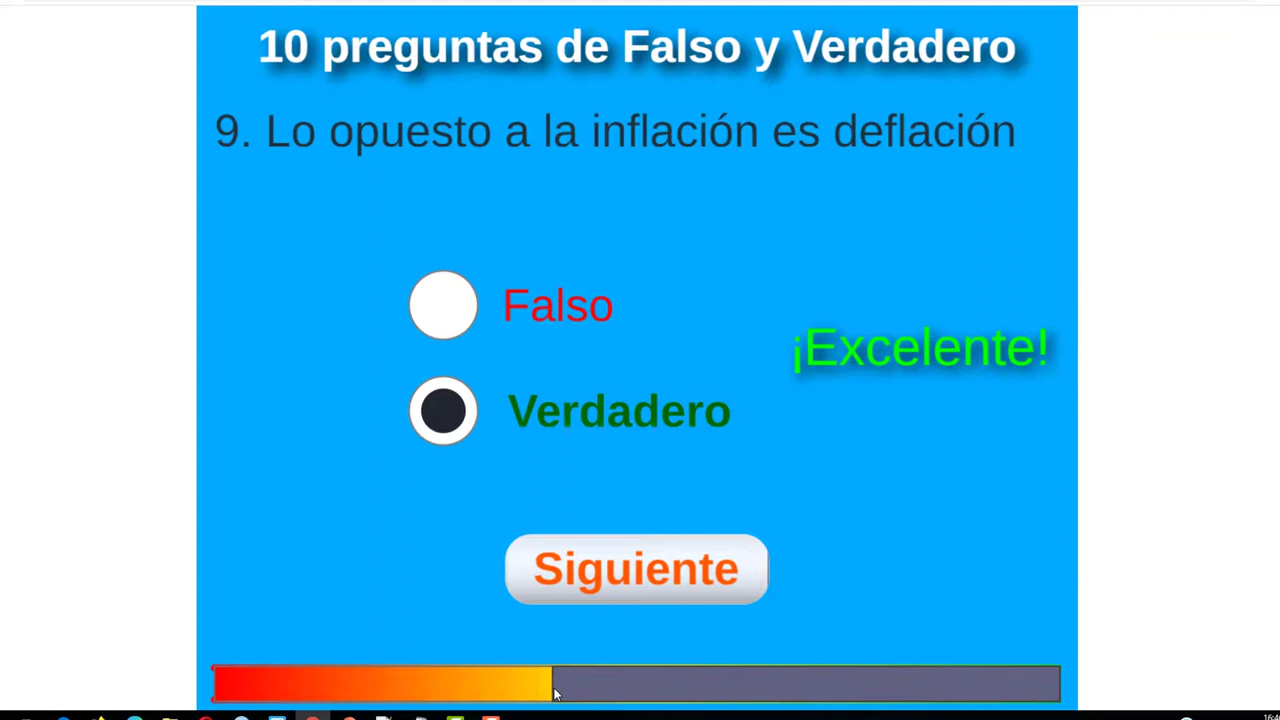 10 preguntas de Falso y Verdadero
9. Lo opuesto a la inflación es deflación
Falso
¡Excelente!
Verdadero
Siguiente